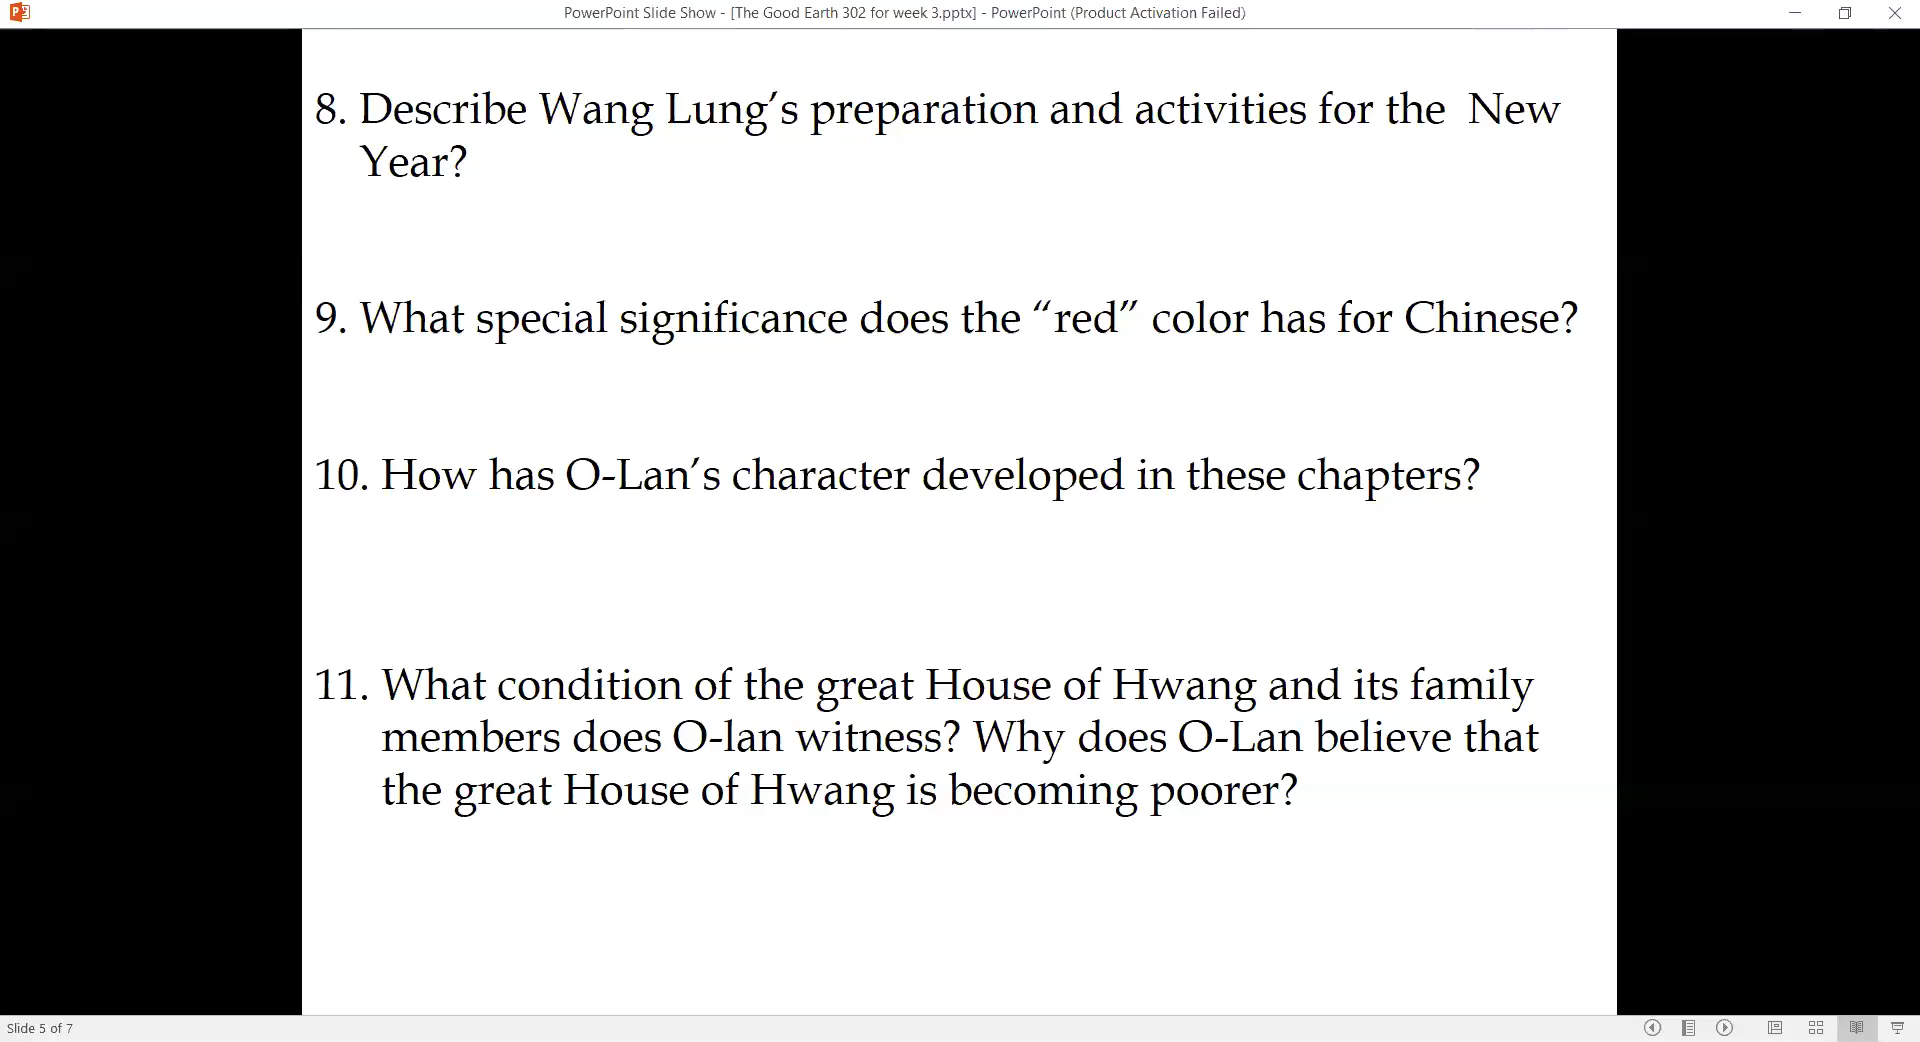 PowerPoint Slide Show - [The Good Earth 302 for week 3.pptx] - PowerPoint (Product Activation Failed)
8. Describe Wang Lung’s preparation and activities for the  New
Year?
9. What special significance does the “red” color has for Chinese?
10. How has O-Lan’s character developed in these chapters?
11. What condition of the great House of Hwang and its family
members does O-lan witness? Why does O-Lan believe that
the great House of Hwang is becoming poorer?
Slide 5 of 7